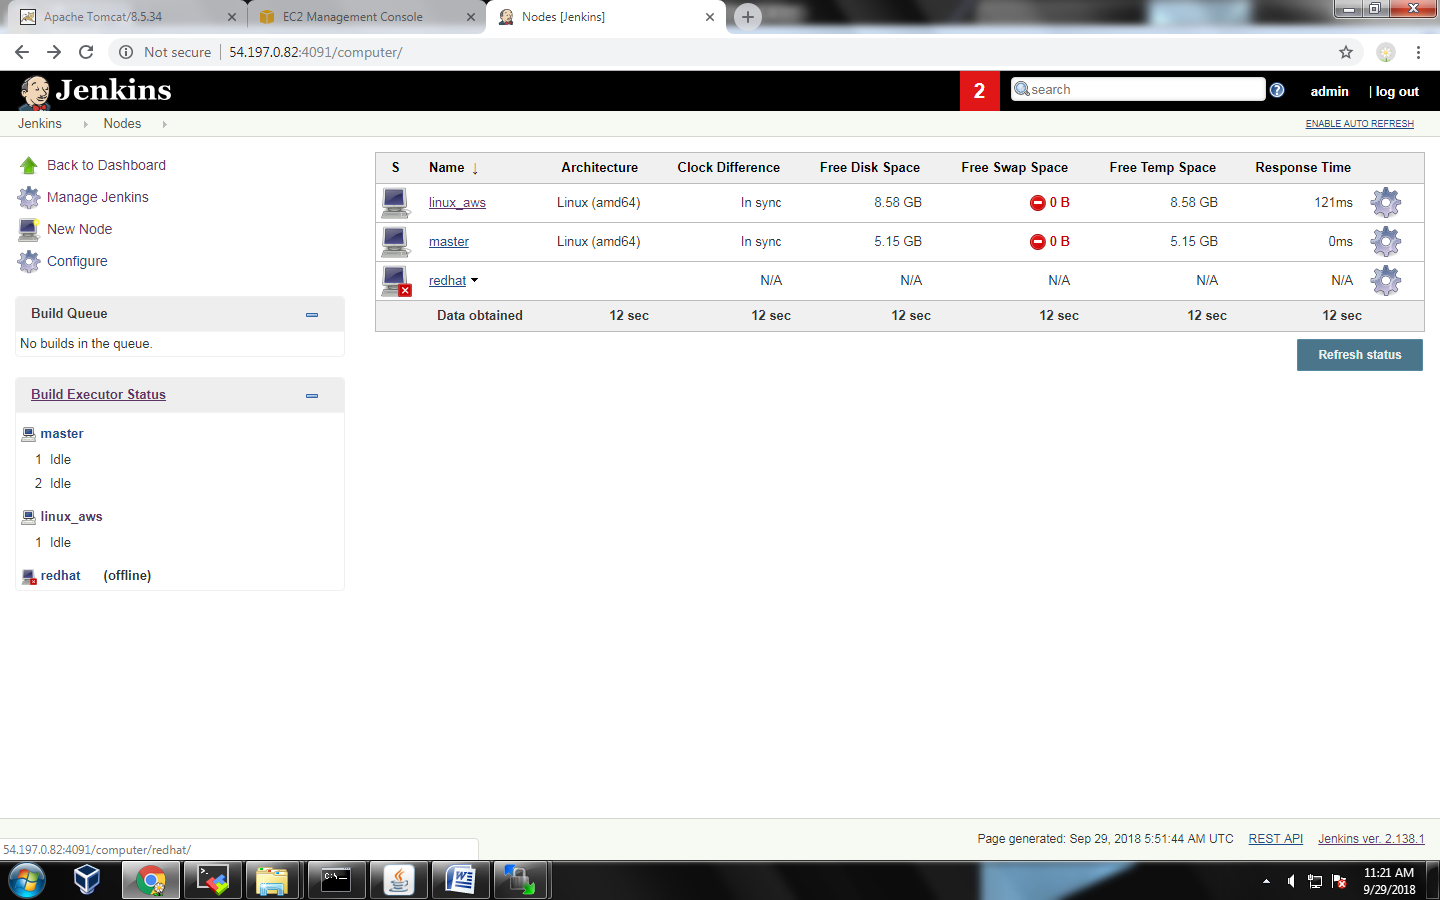 Apache Tomcat/8.5.34
EC2 Management Console
Nodes [Jenkins]
Not secure
54.197.0.82:4091/computer/
Jenkins
2
search
admin
| log out
Jenkins
Nodes
ENABLE AUTO REFRESH
Back to Dashboard
Manage Jenkins
New Node
Configure
Build Queue
No builds in the queue.
Build Executor Status
master
1 Idle
2 Idle
linux_aws
1 Idle
redhat (offline)
S Name ↓ Architecture Clock Difference Free Disk Space Free Swap Space Free Temp Space Response Time
linux_aws Linux (amd64) In sync 8.58 GB 0 B 8.58 GB 121ms
master Linux (amd64) In sync 5.15 GB 0 B 5.15 GB 0ms
redhat N/A N/A N/A N/A N/A
Data obtained 12 sec 12 sec 12 sec 12 sec 12 sec 12 sec
Refresh status
Page generated: Sep 29, 2018 5:51:44 AM UTC REST API Jenkins ver. 2.138.1
54.197.0.82:4091/computer/redhat/
11:21 AM
9/29/2018